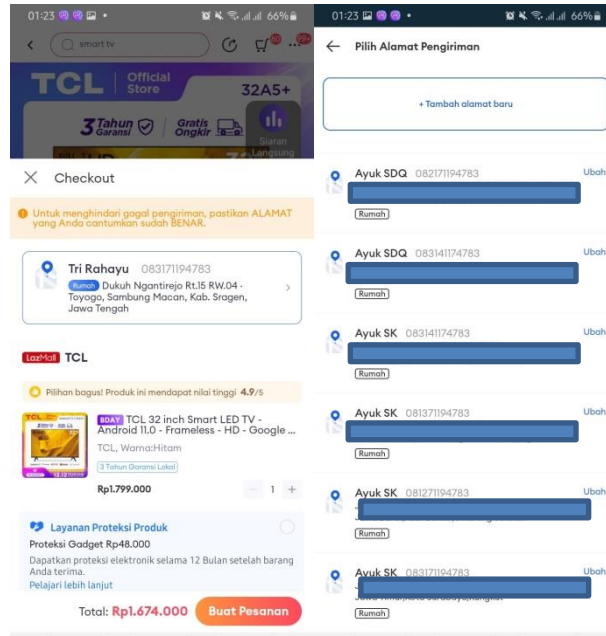 01:23
66%
smart tv
TCL
Official
Store
32A5+
3 Tahun
Garansi
Gratis
Ongkir
Siaran
Langsung
Checkout
Untuk menghindari gagal pengiriman, pastikan ALAMAT
yang Anda cantumkan sudah BENAR.
Tri Rahayu 083171194783
Rumah Dukuh Ngantirejo Rt.15 RW.04 -
Toyogo, Sambung Macan, Kab. Sragen,
Jawa Tengah
LazMall TCL
Pilihan bagus! Produk ini mendapat nilai tinggi 4.9/5
BDAY TCL 32 inch Smart LED TV -
Android 11.0 - Frameless - HD - Google ...
TCL, Warna:Hitam
3 Tahun Garansi Lokal
Rp1.799.000
1
Layanan Proteksi Produk
Proteksi Gadget Rp48.000
Dapatkan proteksi elektronik selama 12 Bulan setelah barang
Anda terima.
Pelajari lebih lanjut
Total: Rp1.674.000
Buat Pesanan
01:23
66%
Pilih Alamat Pengiriman
+ Tambah alamat baru
Ayuk SDQ 082171194783
Ubah
Rumah
Ayuk SDQ 083141174783
Ubah
Rumah
Ayuk SK 083141174783
Ubah
Rumah
Ayuk SK 081371194783
Ubah
Rumah
Ayuk SK 081271194783
Ubah
Rumah
Ayuk SK 083171194783
Ubah
Rumah